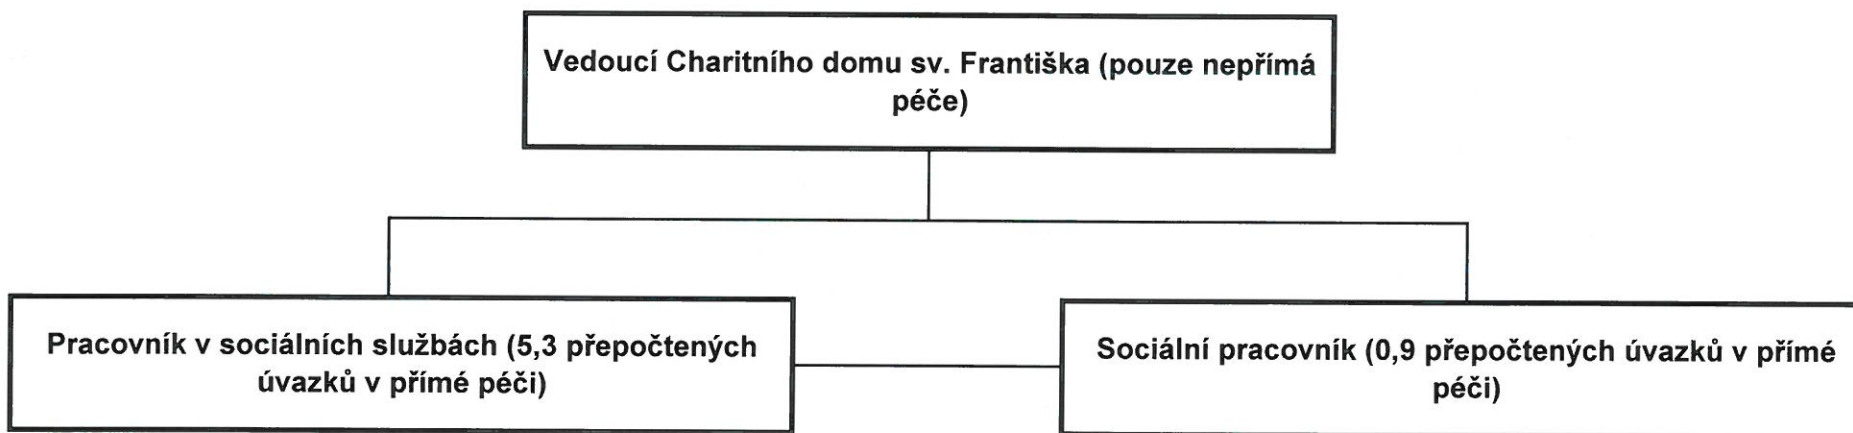 Vedoucí Charitního domu sv. Františka (pouze nepřímá
péče)
Pracovník v sociálních službách (5,3 přepočtených
úvazků v přímé péči)
Sociální pracovník (0,9 přepočtených úvazků v přímé
péči)